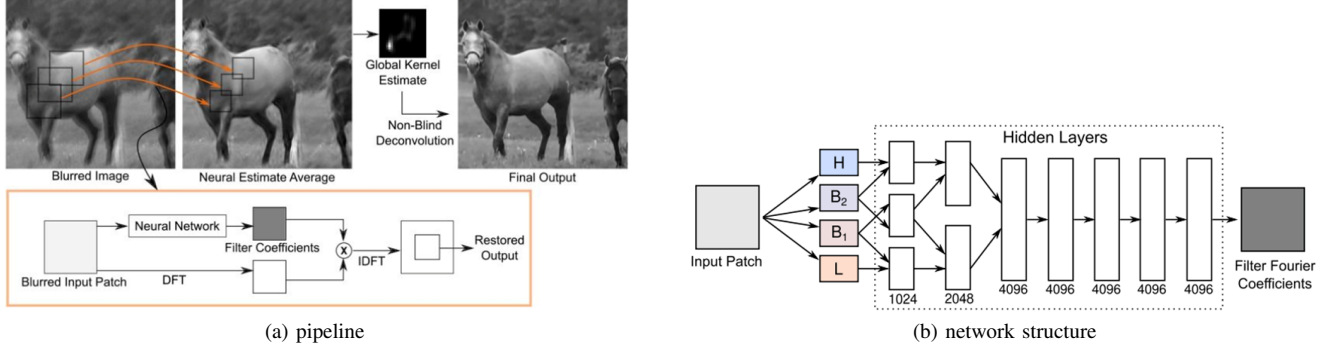 Blurred Image
Neural Estimate Average
Global Kernel
Estimate
Non-Blind
Deconvolution
Final Output
Neural Network
Filter Coefficients
X
IDFT
Restored
Output
Blurred Input Patch
DFT
(a) pipeline
Hidden Layers
H
B₂
B₁
L
Input Patch
1024
2048
4096
4096
4096
4096
4096
Filter Fourier
Coefficients
(b) network structure